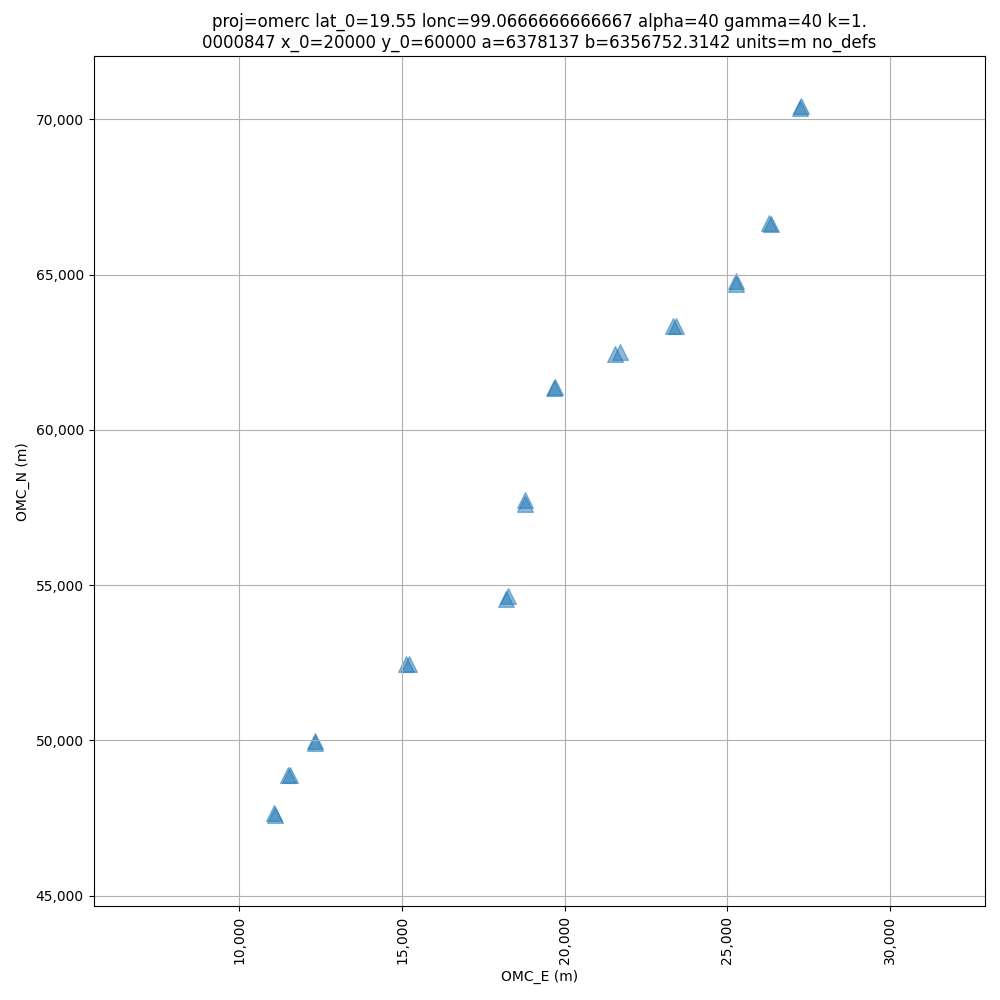 proj=omerc lat_0=19.55 lonc=99.0666666666667 alpha=40 gamma=40 k=1.
0000847 x_0=20000 y_0=60000 a=6378137 b=6356752.3142 units=m no_defs
70,000
65,000
60,000
55,000
50,000
45,000
OMC_N (m)
10,000
15,000
20,000
25,000
30,000
OMC_E (m)